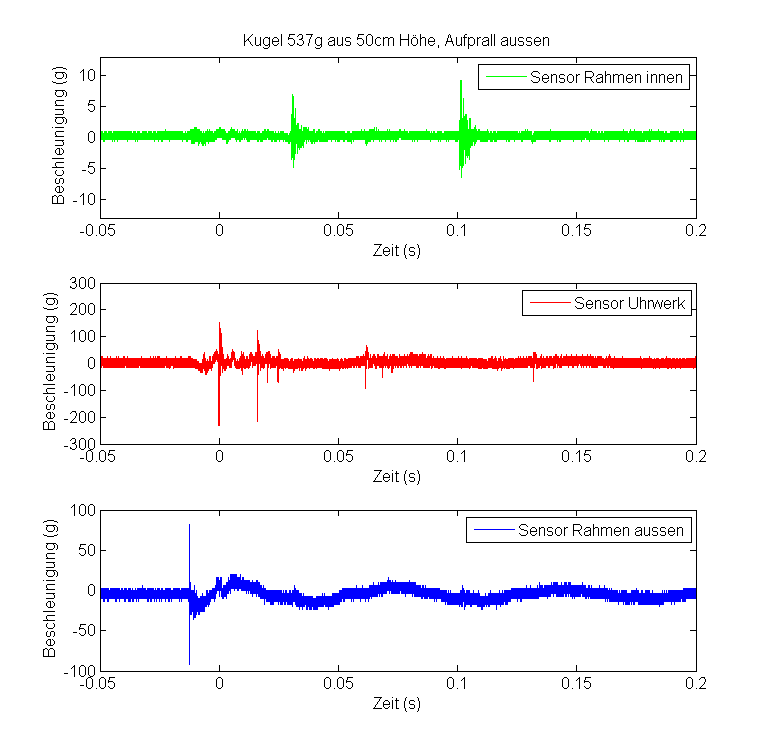 Kugel 537g aus 50cm Höhe, Aufprall aussen
Beschleunigung (g)
10
5
0
-5
-10
Sensor Rahmen innen
-0.05 0 0.05 0.1 0.15 0.2
Zeit (s)
Beschleunigung (g)
300
200
100
0
-100
-200
-300
Sensor Uhrwerk
-0.05 0 0.05 0.1 0.15 0.2
Zeit (s)
Beschleunigung (g)
100
50
0
-50
-100
Sensor Rahmen aussen
-0.05 0 0.05 0.1 0.15 0.2
Zeit (s)